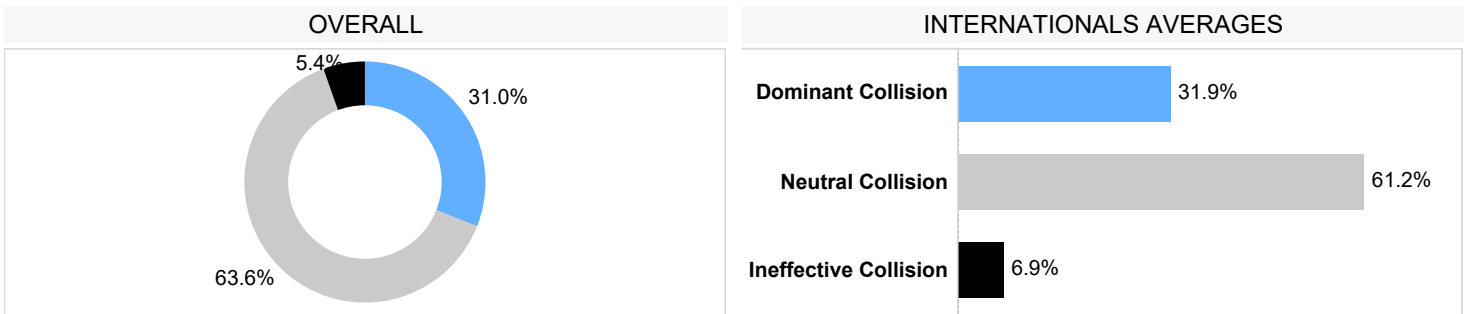 OVERALL
5.4%
31.0%
63.6%
INTERNATIONALS AVERAGES
Dominant Collision
31.9%
Neutral Collision
61.2%
Ineffective Collision
6.9%